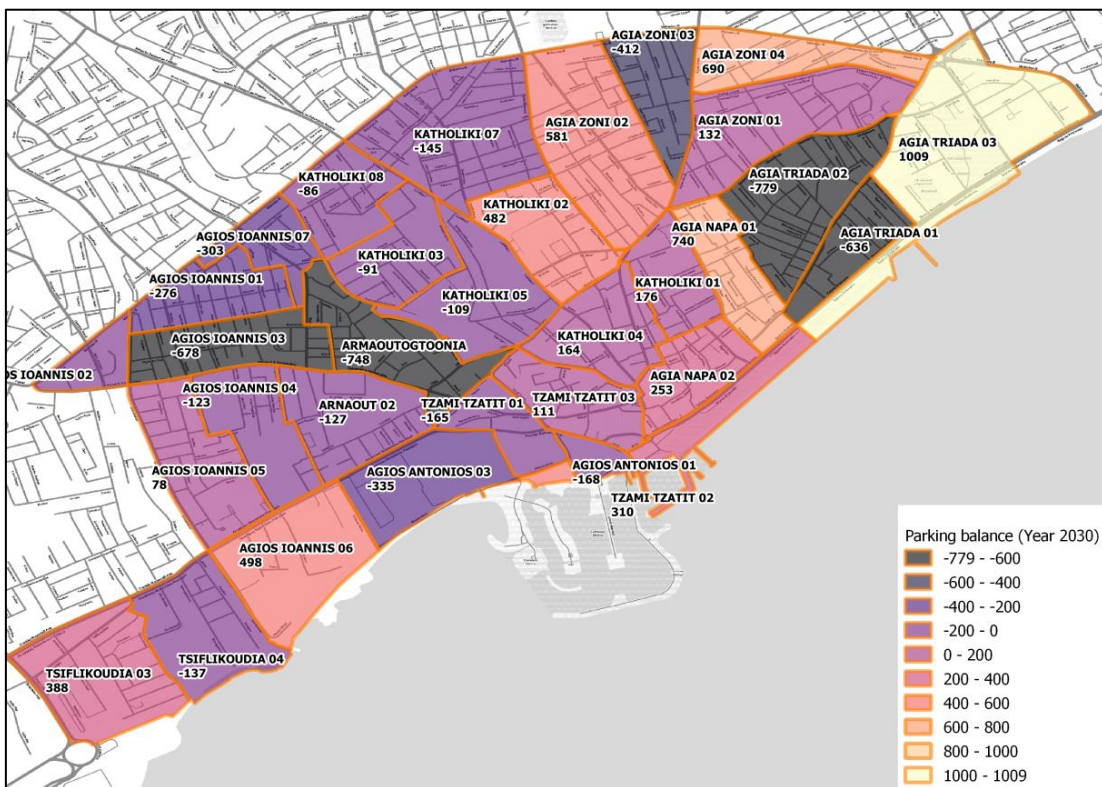 AGIA ZONI 03
-412
AGIA ZONI 04
690
AGIA ZONI 02
581
AGIA ZONI 01
132
KATHOLIKI 07
-145
AGIA TRIADA 03
1009
AGIA TRIADA 02
-779
KATHOLIKI 08
-86
KATHOLIKI 02
482
AGIA NAPA 01
740
AGIA TRIADA 01
-636
AGIOS IOANNIS 07
-303
KATHOLIKI 03
-91
AGIOS IOANNIS 01
-276
KATHOLIKI 01
176
KATHOLIKI 05
-109
AGIOS IOANNIS 03
-678
ARMAOUTOGTOONIA
-748
KATHOLIKI 04
164
OS IOANNIS 02
AGIA NAPA 02
253
AGIOS IOANNIS 04
-123
ARNAOUT 02
-127
TZAMI TZATIT 01
-165
TZAMI TZATIT 03
111
AGIOS IOANNIS 05
78
AGIOS ANTONIOS 03
-335
AGIOS ANTONIOS 01
-168
TZAMI TZATIT 02
310
AGIOS IOANNIS 06
498
TSIFLIKOUDIA 04
-137
TSIFLIKOUDIA 03
388
Parking balance (Year 2030)
-779 - -600
-600 - -400
-400 - -200
-200 - 0
0 - 200
200 - 400
400 - 600
600 - 800
800 - 1000
1000 - 1009